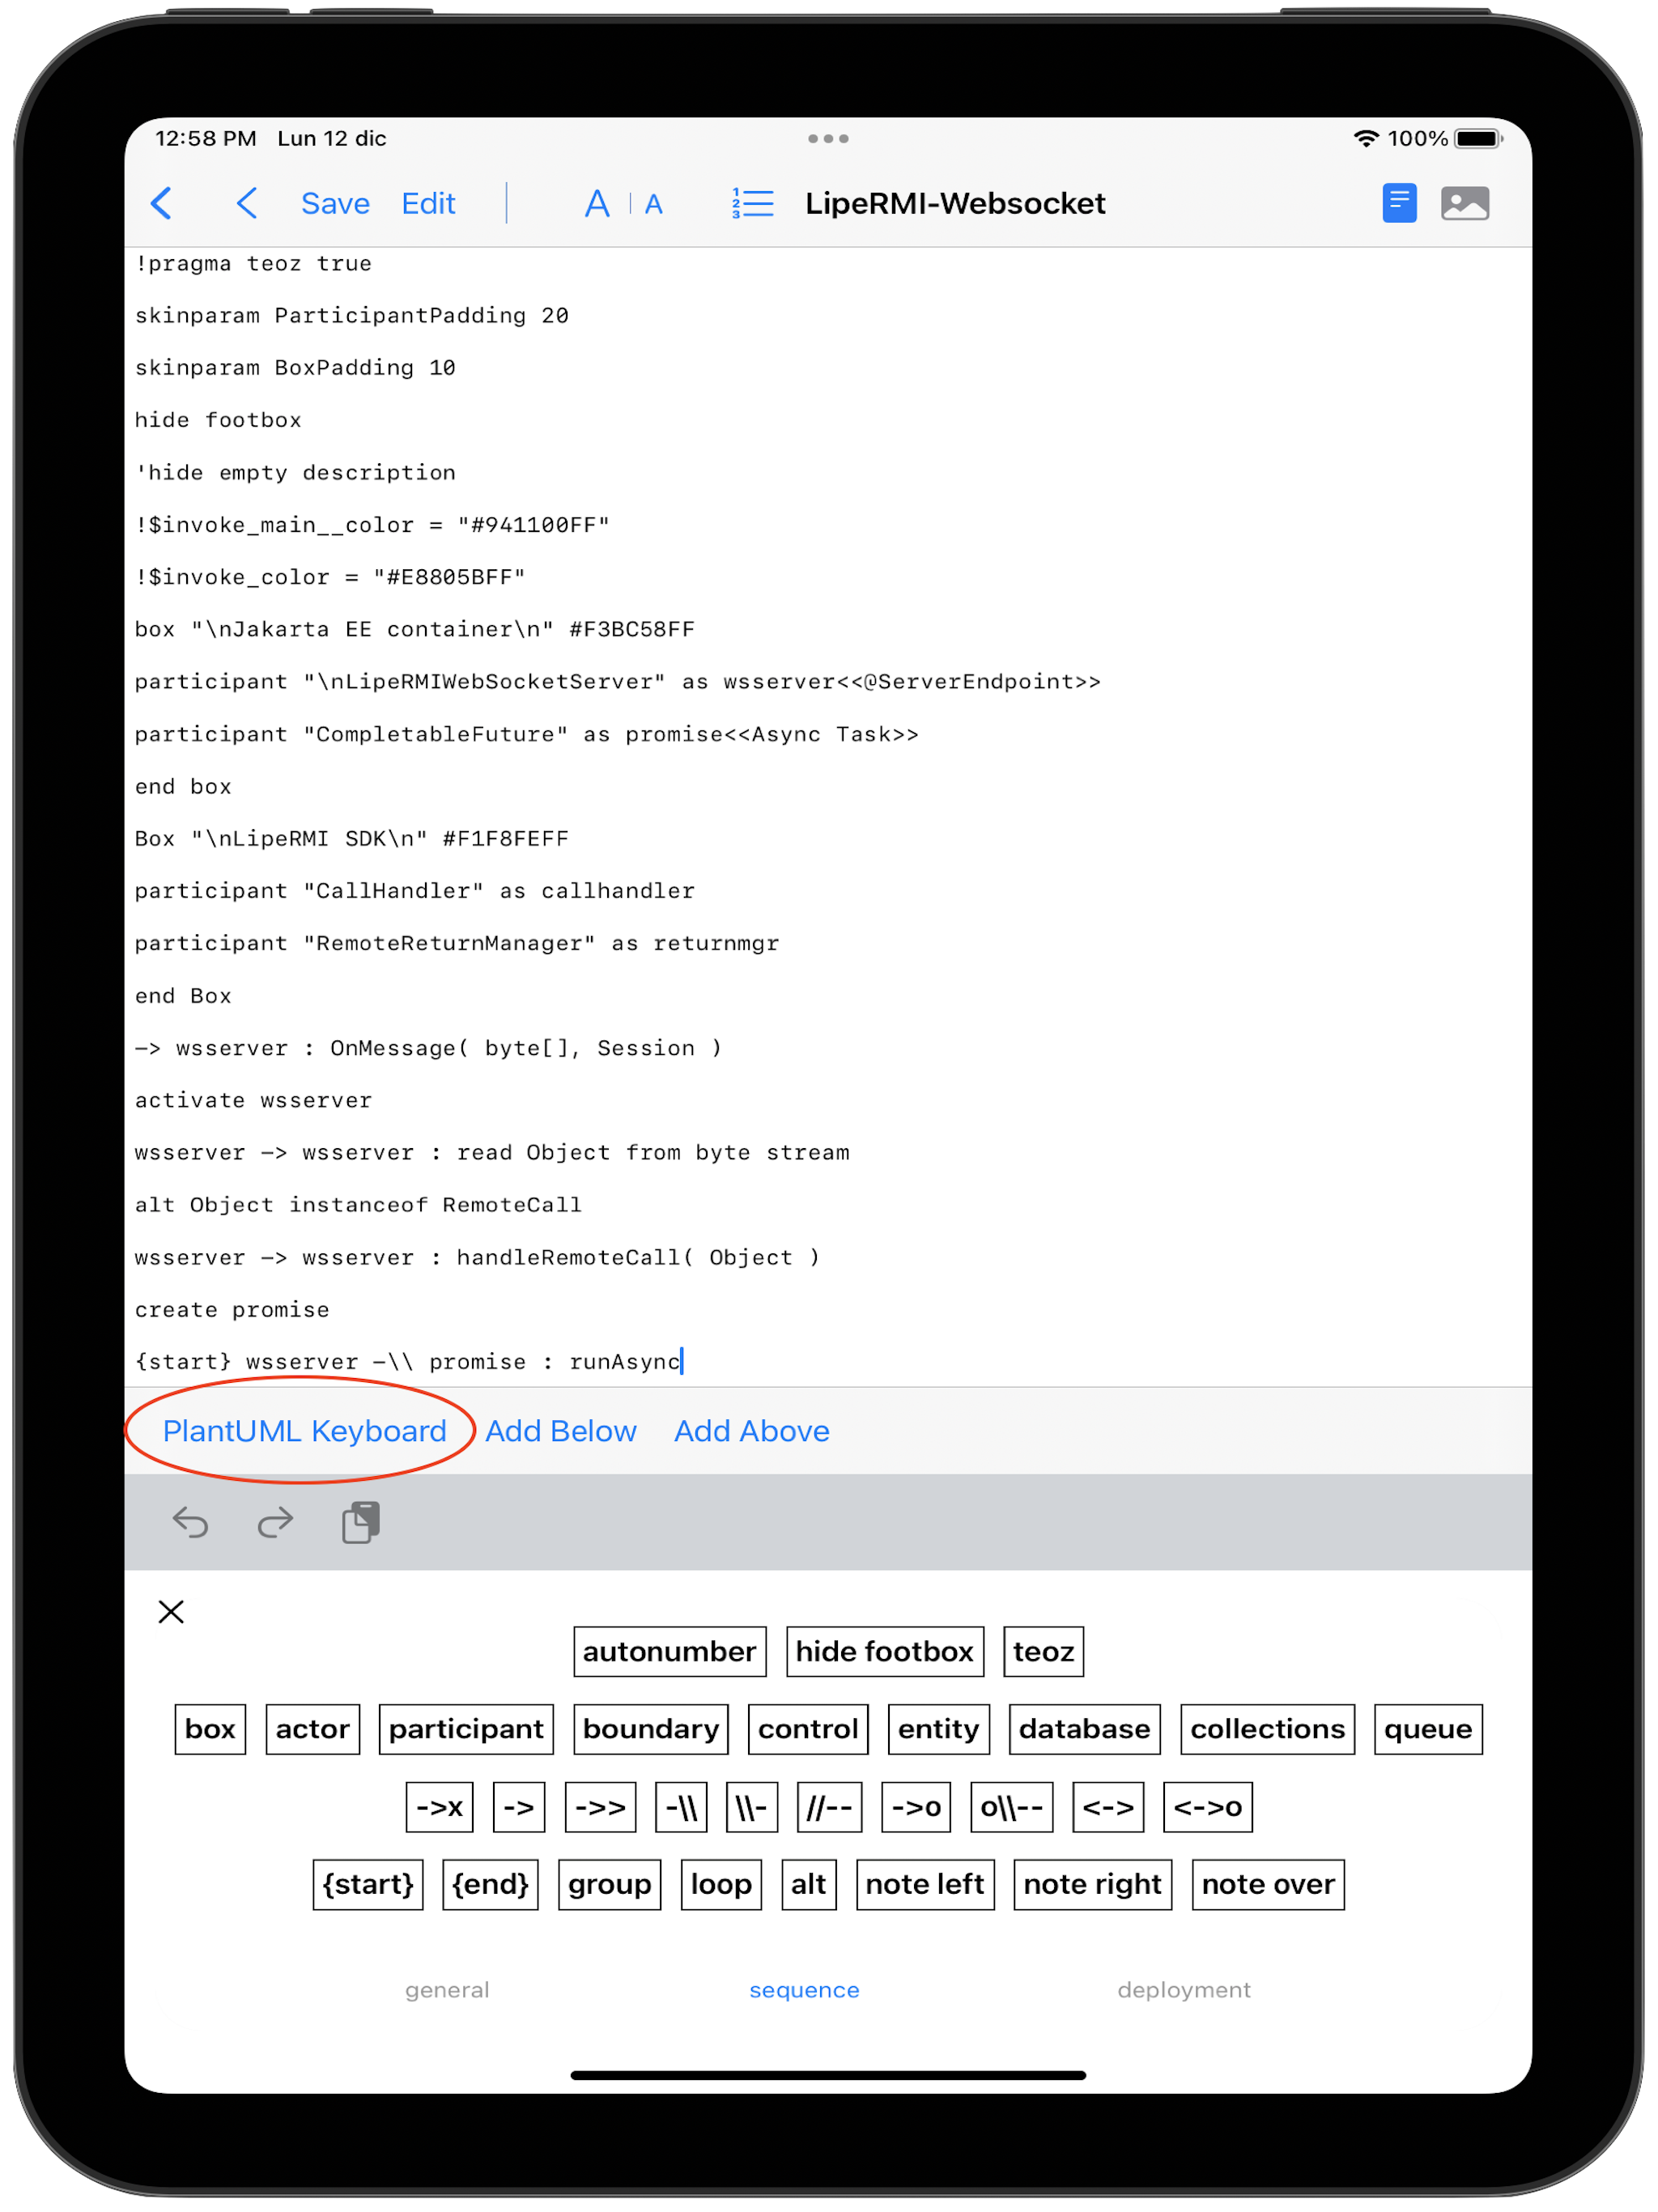 12:58 PM Lun 12 dic 100%
Save Edit A | A 1 2 3 LipeRMI-Websocket
!pragma teoz true
skinparam ParticipantPadding 20
skinparam BoxPadding 10
hide footbox
'hide empty description
!$invoke_main__color = "#941100FF"
!$invoke_color = "#E8805BFF"
box "\nJakarta EE container\n" #F3BC58FF
participant "\nLipeRMIWebSocketServer" as wsserver<<@ServerEndpoint>>
participant "CompletableFuture" as promise<<Async Task>>
end box
Box "\nLipeRMI SDK\n" #F1F8FEFF
participant "CallHandler" as callhandler
participant "RemoteReturnManager" as returnmgr
end Box
—> wsserver : OnMessage( byte[], Session )
activate wsserver
wsserver —> wsserver : read Object from byte stream
alt Object instanceof RemoteCall
wsserver —> wsserver : handleRemoteCall( Object )
create promise
{start} wsserver —\\ promise : runAsync
PlantUML Keyboard Add Below Add Above
autonumber hide footbox teoz
box actor participant boundary control entity database collections queue
->x -> ->> -\\ \\- //-- ->o o\\-- <-> <->o
{start} {end} group loop alt note left note right note over
general sequence deployment